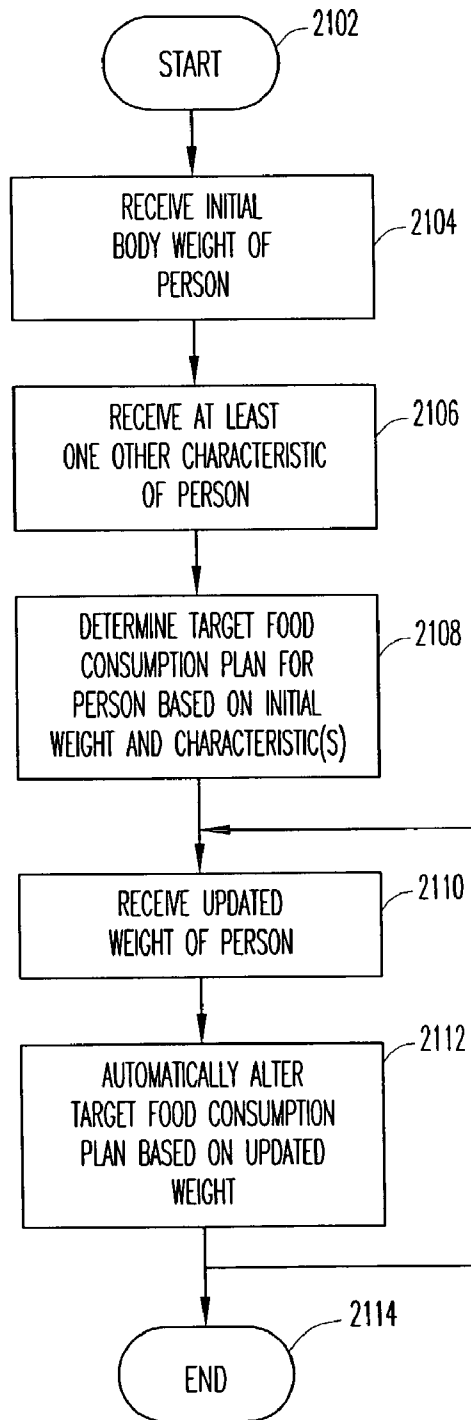 2102
START
RECEIVE INITIAL
BODY WEIGHT OF
PERSON
2104
RECEIVE AT LEAST
ONE OTHER CHARACTERISTIC
OF PERSON
2106
DETERMINE TARGET FOOD
CONSUMPTION PLAN FOR
PERSON BASED ON INITIAL
WEIGHT AND CHARACTERISTIC(S)
2108
RECEIVE UPDATED
WEIGHT OF PERSON
2110
2112
AUTOMATICALLY ALTER
TARGET FOOD CONSUMPTION
PLAN BASED ON UPDATED
WEIGHT
2114
END